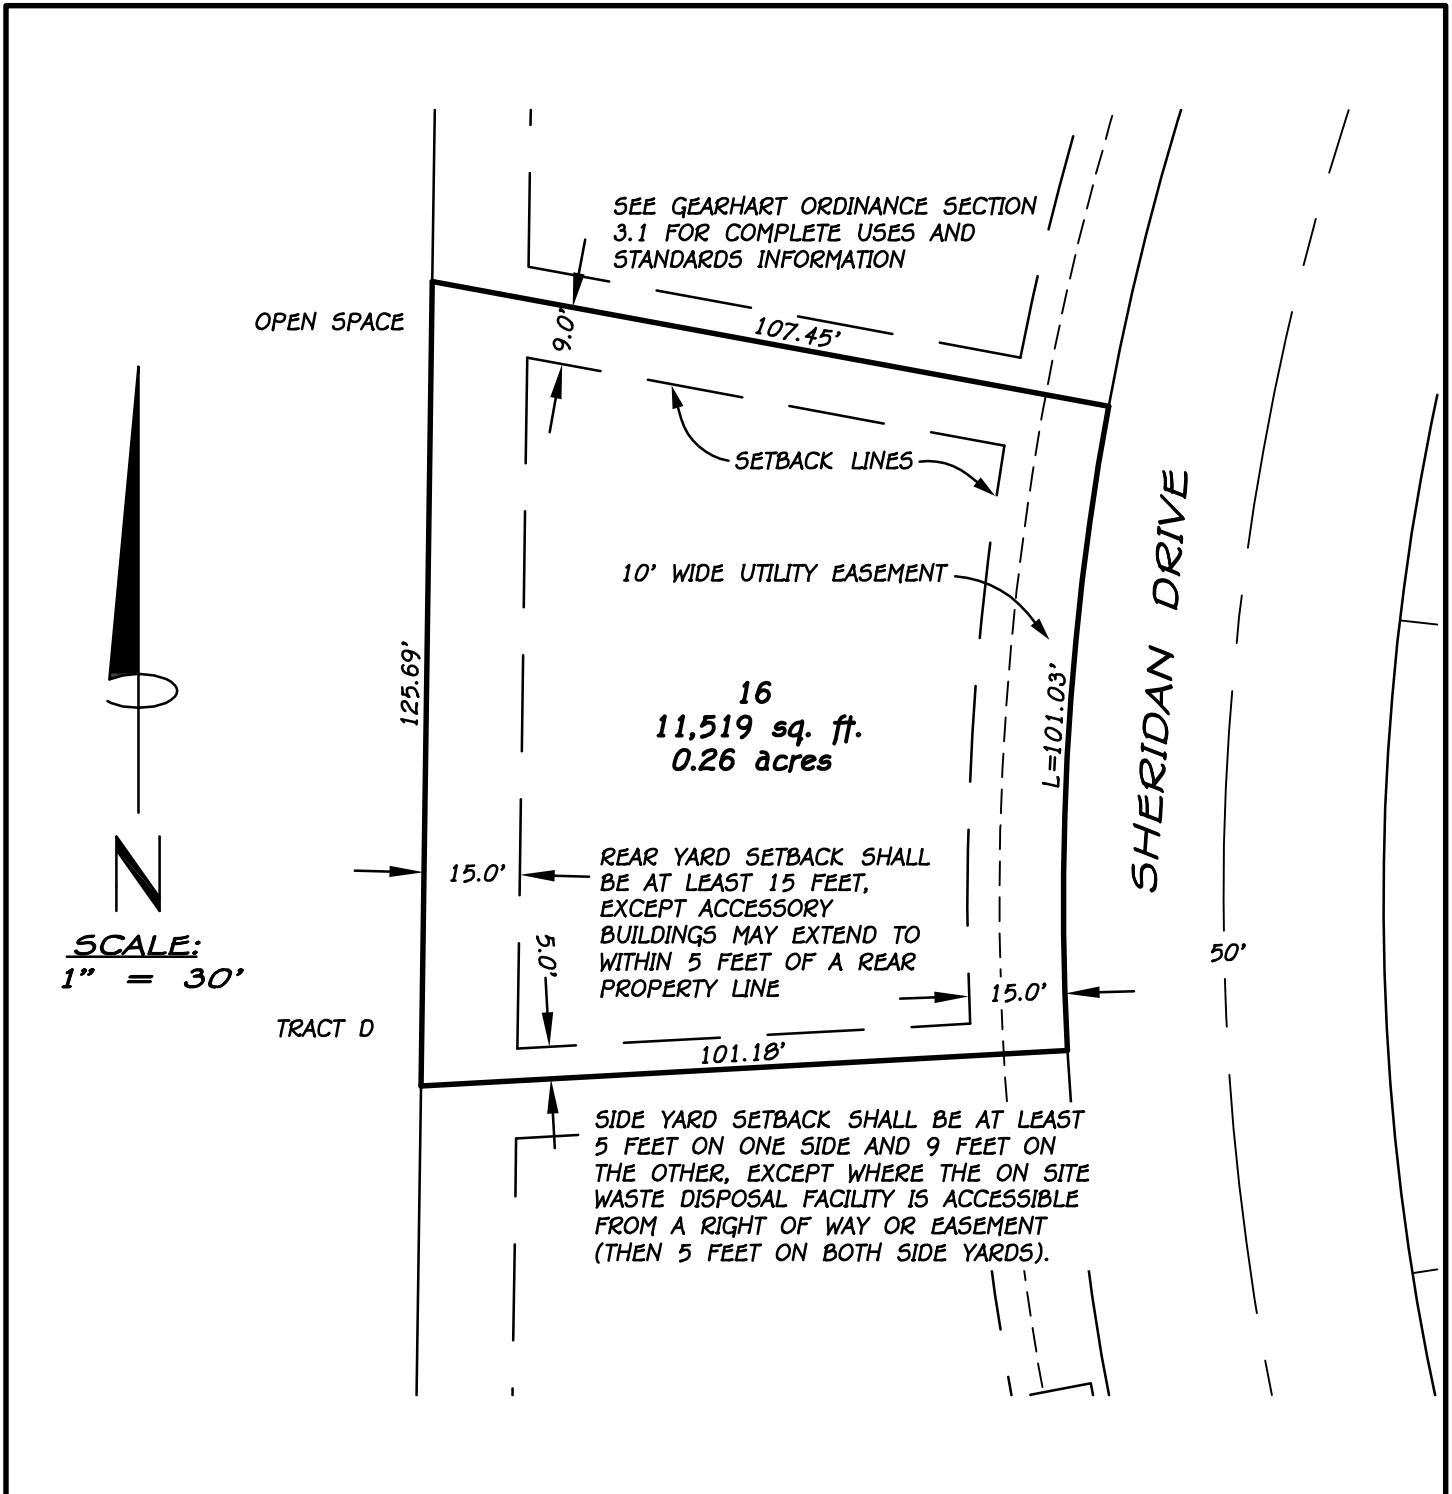 SEE GEARHART ORDINANCE SECTION
3.1 FOR COMPLETE USES AND
STANDARDS INFORMATION
OPEN SPACE
9.0'
107.45'
SETBACK LINES
10' WIDE UTILITY EASEMENT
SHERIDAN DRIVE
125.69'
16
11,519 sq. ft.
0.26 acres
L=101.03'
N
SCALE:
1" = 30'
15.0'
REAR YARD SETBACK SHALL
BE AT LEAST 15 FEET,
EXCEPT ACCESSORY
BUILDINGS MAY EXTEND TO
WITHIN 5 FEET OF A REAR
PROPERTY LINE
5.0'
50'
15.0'
TRACT D
101.18'
SIDE YARD SETBACK SHALL BE AT LEAST
5 FEET ON ONE SIDE AND 9 FEET ON
THE OTHER, EXCEPT WHERE THE ON SITE
WASTE DISPOSAL FACILITY IS ACCESSIBLE
FROM A RIGHT OF WAY OR EASEMENT
(THEN 5 FEET ON BOTH SIDE YARDS).